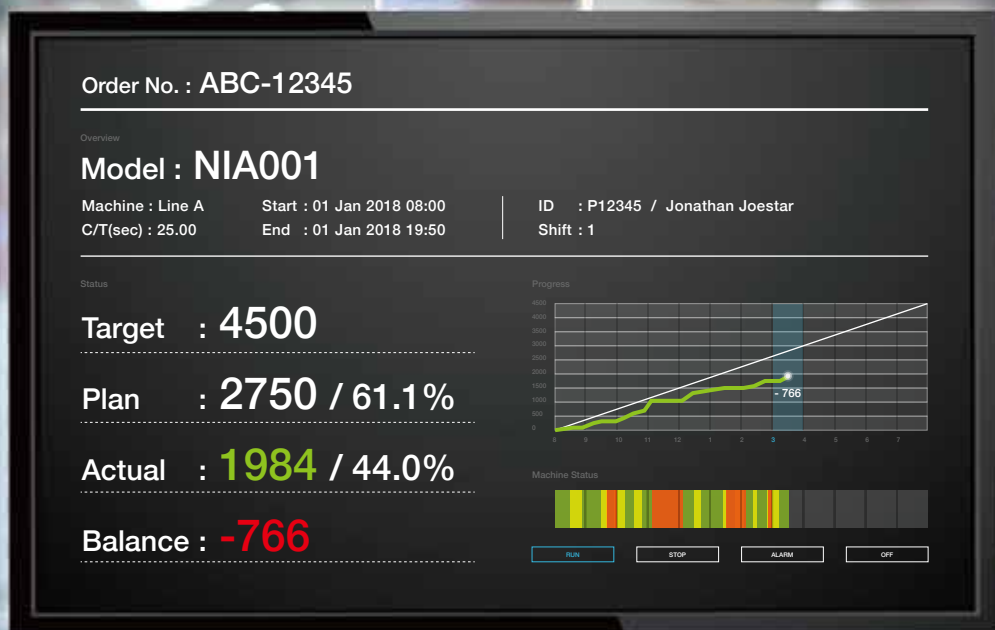 Order No. : ABC-12345
Overview
Model : NIA001
Machine : Line A
Start : 01 Jan 2018 08:00
ID : P12345 / Jonathan Joestar
C/T(sec) : 25.00
End : 01 Jan 2018 19:50
Shift : 1
Status
Target : 4500
Plan : 2750 / 61.1%
Actual : 1984 / 44.0%
Balance : -766
Progress
4500
4000
3500
3000
2500
2000
1500
1000
500
0
- 766
8 9 10 11 12 1 2 3 4 5 6 7
Machine Status
RUN STOP ALARM OFF